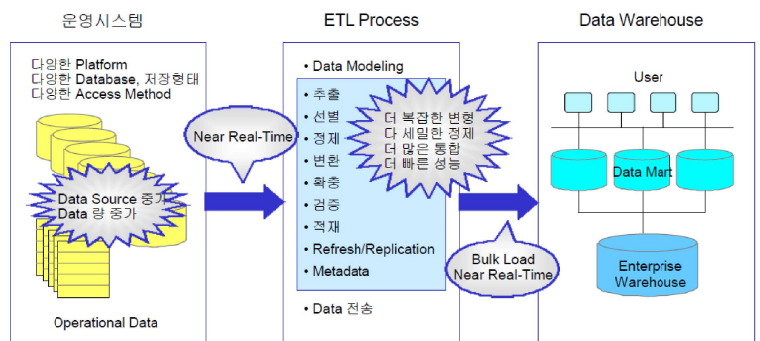 운영시스템
다양한 Platform
다양한 Database, 저장형태
다양한 Access Method
Data Source 증가
Data 량 증가
Operational Data
Near Real-Time
ETL Process
• Data Modeling
• 추출
• 선별
• 정제
• 변환
• 확충
• 검증
• 적재
• Refresh/Replication
• Metadata
• Data 전송
더 복잡한 변형
다 세밀한 정제
더 많은 통합
더 빠른 성능
Bulk Load
Near Real-Time
Data Warehouse
User
Data Mart
Enterprise
Warehouse